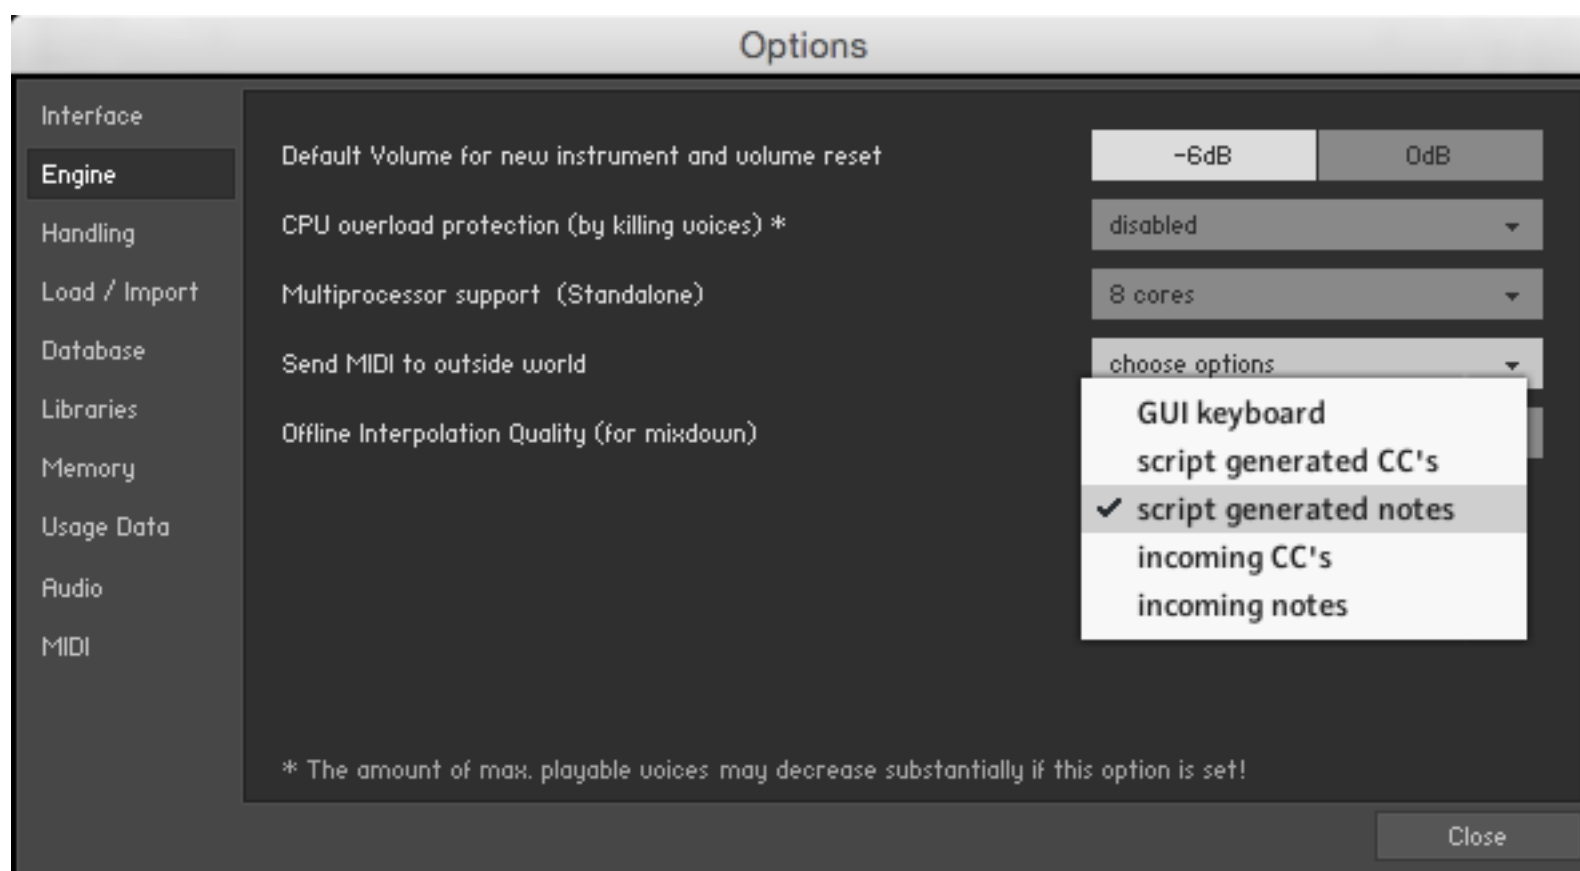 Options
Interface
Engine
Handling
Load / Import
Database
Libraries
Memory
Usage Data
Audio
MIDI
Default Volume for new instrument and volume reset
-6dB
0dB
CPU overload protection (by killing voices) *
disabled
Multiprocessor support (Standalone)
8 cores
Send MIDI to outside world
choose options
Offline Interpolation Quality (for mixdown)
GUI keyboard
script generated CC's
✓ script generated notes
incoming CC's
incoming notes
* The amount of max. playable voices may decrease substantially if this option is set!
Close